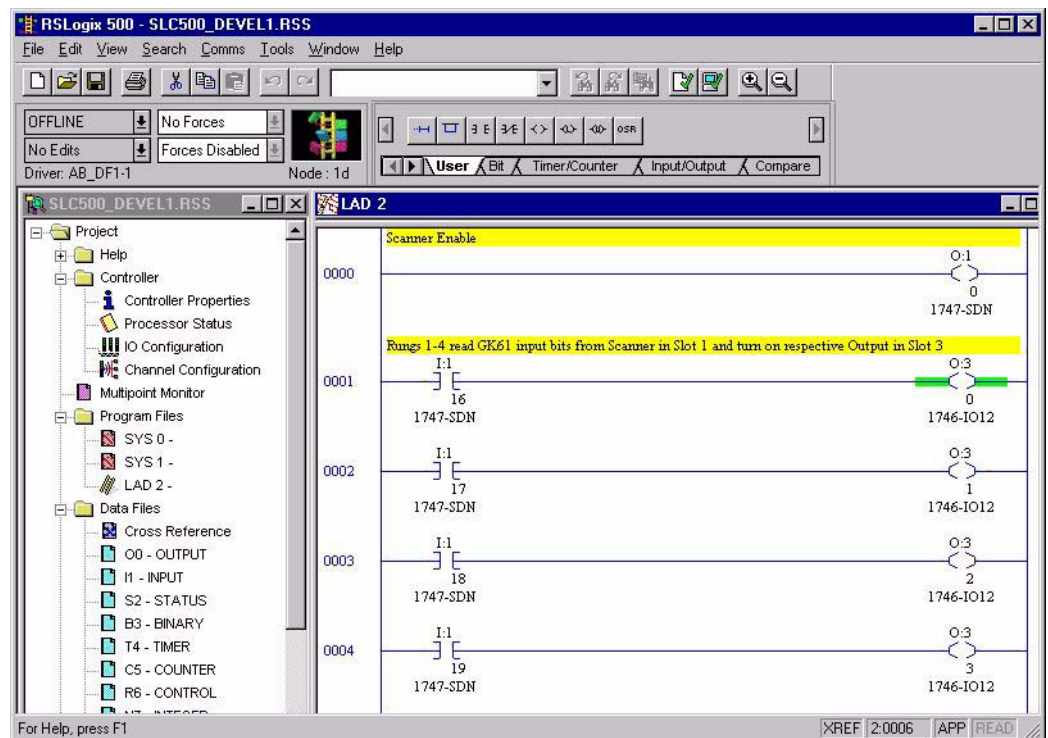 RSLogix 500 - SLC500_DEVEL1.RSS
File Edit View Search Comms Tools Window Help
OFFLINE No Forces
No Edits Forces Disabled
Driver: AB_DF1-1 Node : 1d
OSR
User Bit Timer/Counter Input/Output Compare
SLC500_DEVEL1.RSS
Project
Help
Controller
Controller Properties
Processor Status
IO Configuration
Channel Configuration
Multipoint Monitor
Program Files
SYS 0 -
SYS 1 -
LAD 2 -
Data Files
Cross Reference
O0 - OUTPUT
I1 - INPUT
S2 - STATUS
B3 - BINARY
T4 - TIMER
C5 - COUNTER
R6 - CONTROL
N7 - INTEGER
LAD 2
Scanner Enable
O:1
0000
0
1747-SDN
Rungs 1-4 read GK61 input bits from Scanner in Slot 1 and turn on respective Output in Slot 3
I:1 O:3
0001
16 0
1747-SDN 1746-IO12
I:1 O:3
0002
17 1
1747-SDN 1746-IO12
I:1 O:3
0003
18 2
1747-SDN 1746-IO12
I:1 O:3
0004
19 3
1747-SDN 1746-IO12
For Help, press F1 XREF 2:0006 APP READ